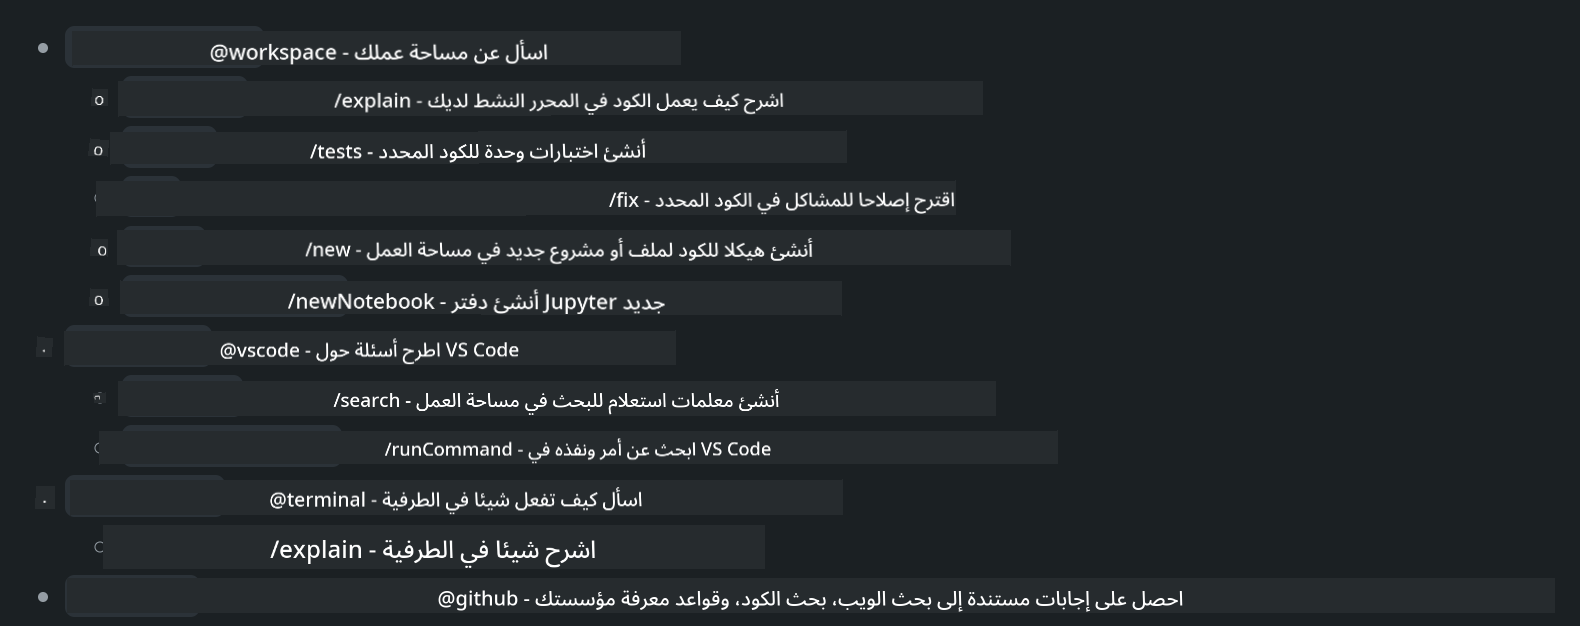 @workspace - اسأل عن مساحة عملك
/explain - اشرح كيف يعمل الكود في المحرر النشط لديك
/tests - أنشئ اختبارات وحدة للكود المحدد
/fix - اقترح إصلاحا للمشاكل في الكود المحدد
/new - أنشئ هيكلا للكود لملف أو مشروع جديد في مساحة العمل
/newNotebook - أنشئ دفتر Jupyter جديد
@vscode - اطرح أسئلة حول VS Code
/search - أنشئ معلمات استعلام للبحث في مساحة العمل
/runCommand - ابحث عن أمر ونفذه في VS Code
@terminal - اسأل كيف تفعل شيئا في الطرفية
/explain - اشرح شيئا في الطرفية
@github - احصل على إجابات مستندة إلى بحث الويب، بحث الكود، وقواعد معرفة مؤسستك